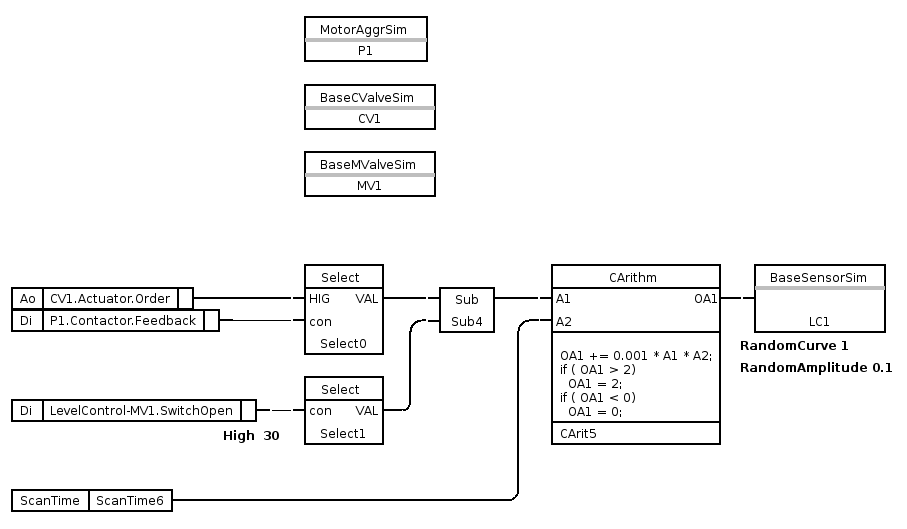 MotorAggrSim
P1
BaseCValveSim
CV1
BaseMValveSim
MV1
Select
HIG VAL
con
Select0
Ao CV1.Actuator.Order
Di P1.Contactor.Feedback
Sub
Sub4
CArithm
A1 OA1
A2
OA1 += 0.001 * A1 * A2;
if ( OA1 > 2)
OA1 = 2;
if ( OA1 < 0)
OA1 = 0;
CArit5
BaseSensorSim
LC1
RandomCurve 1
RandomAmplitude 0.1
Select
con VAL
Select1
Di LevelControl-MV1.SwitchOpen
High 30
ScanTime ScanTime6